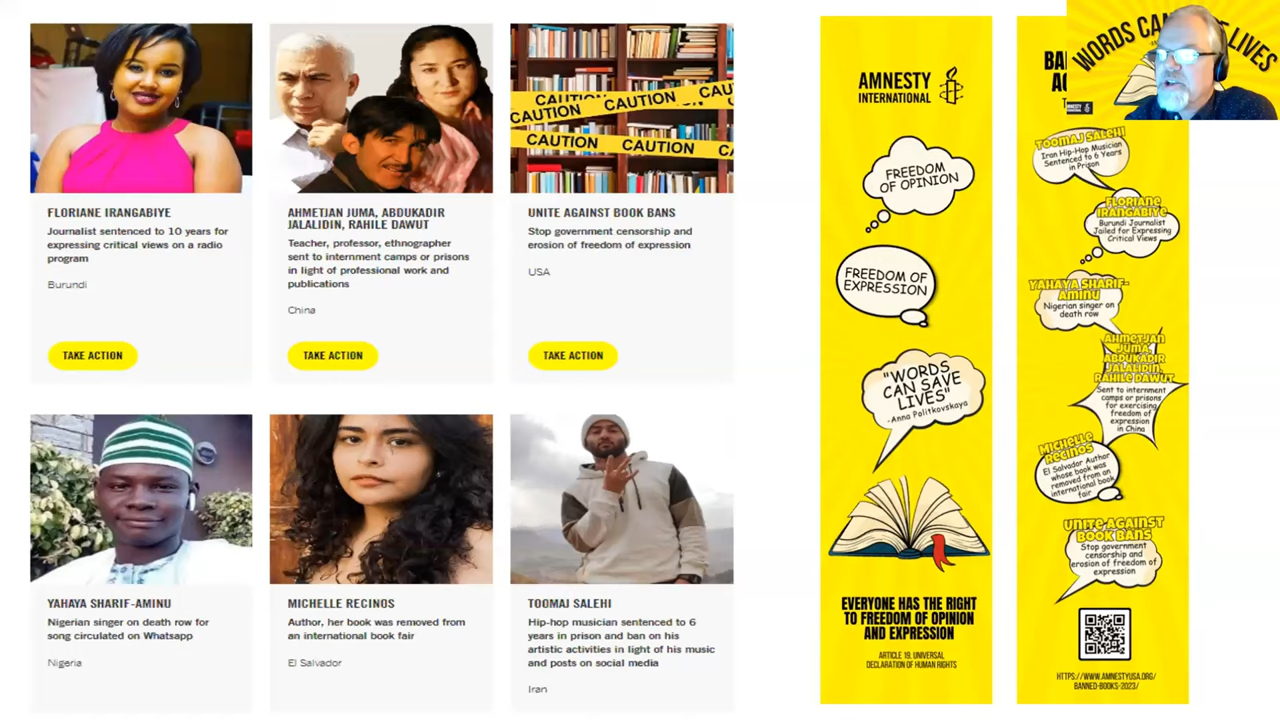 FLORIANE IRANGABIYE
Journalist sentenced to 10 years for
expressing critical views on a radio
program
Burundi
TAKE ACTION
AHMETJAN JUMA, ABDUKADIR
JALALIDIN, RAHILE DAWUT
Teacher, professor, ethnographer
sent to internment camps or prisons
in light of professional work and
publications
China
TAKE ACTION
CAUTION CAUTION CAUTION
CAUTION CAUTION
UNITE AGAINST BOOK BANS
Stop government censorship and
erosion of freedom of expression
USA
TAKE ACTION
YAHAYA SHARIF-AMINU
Nigerian singer on death row for
song circulated on Whatsapp
Nigeria
MICHELLE RECINOS
Author, her book was removed from
an international book fair
El Salvador
TOOMAJ SALEHI
Hip-hop musician sentenced to 6
years in prison and ban on his
artistic activities in light of his music
and posts on social media
Iran
AMNESTY
INTERNATIONAL
FREEDOM
OF OPINION
FREEDOM OF
EXPRESSION
"WORDS
CAN SAVE
LIVES"
-Anna Politkovskaya
EVERYONE HAS THE RIGHT
TO FREEDOM OF OPINION
AND EXPRESSION
ARTICLE 19, UNIVERSAL
DECLARATION OF HUMAN RIGHTS
WORDS LIVES
AMNESTY
TOOMAJ SALEHI
Iran Hip-Hop Musician
Sentenced to 6 Years
in Prison
FLORIANE
IRANGABIYE
Burundi Journalist
Jailed for Expressing
Critical Views
YAHAYA SHARIF-
AMINU
Nigerian singer on
death row
AHMETJAN
JUMA,
ABDUKADIR
JALALIDIN,
RAHILE DAWUT
Sent to internment
camps or prisons
for exercising
freedom of
expression
in China
MICHELLE
RECINOS
El Salvador Author
whose book was
removed from an
international book
fair
UNITE AGAINST
BOOK BANS
Stop government
censorship and
erosion of freedom of
expression
HTTPS://WWW.AMNESTYUSA.ORG/
BANNED-BOOKS-2023/